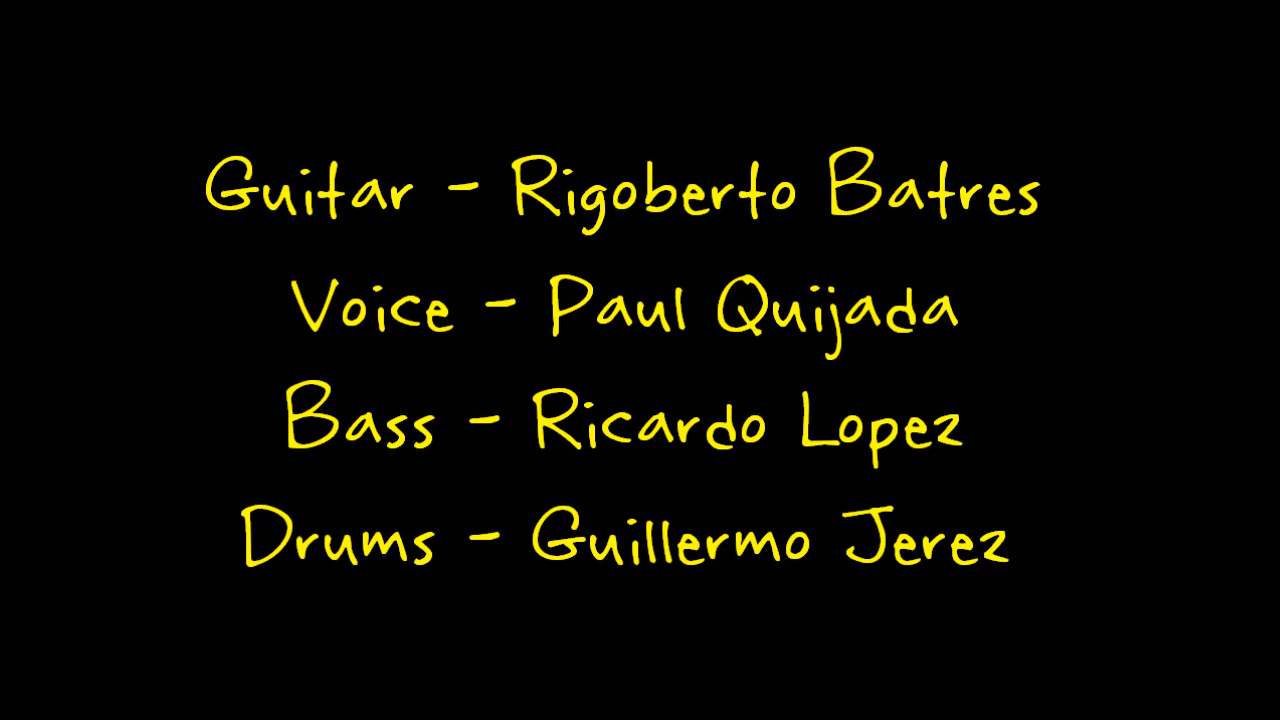 Guitar - Rigoberto Batres
Voice - Paul Quijada
Bass - Ricardo Lopez
Drums - Guillermo Jerez